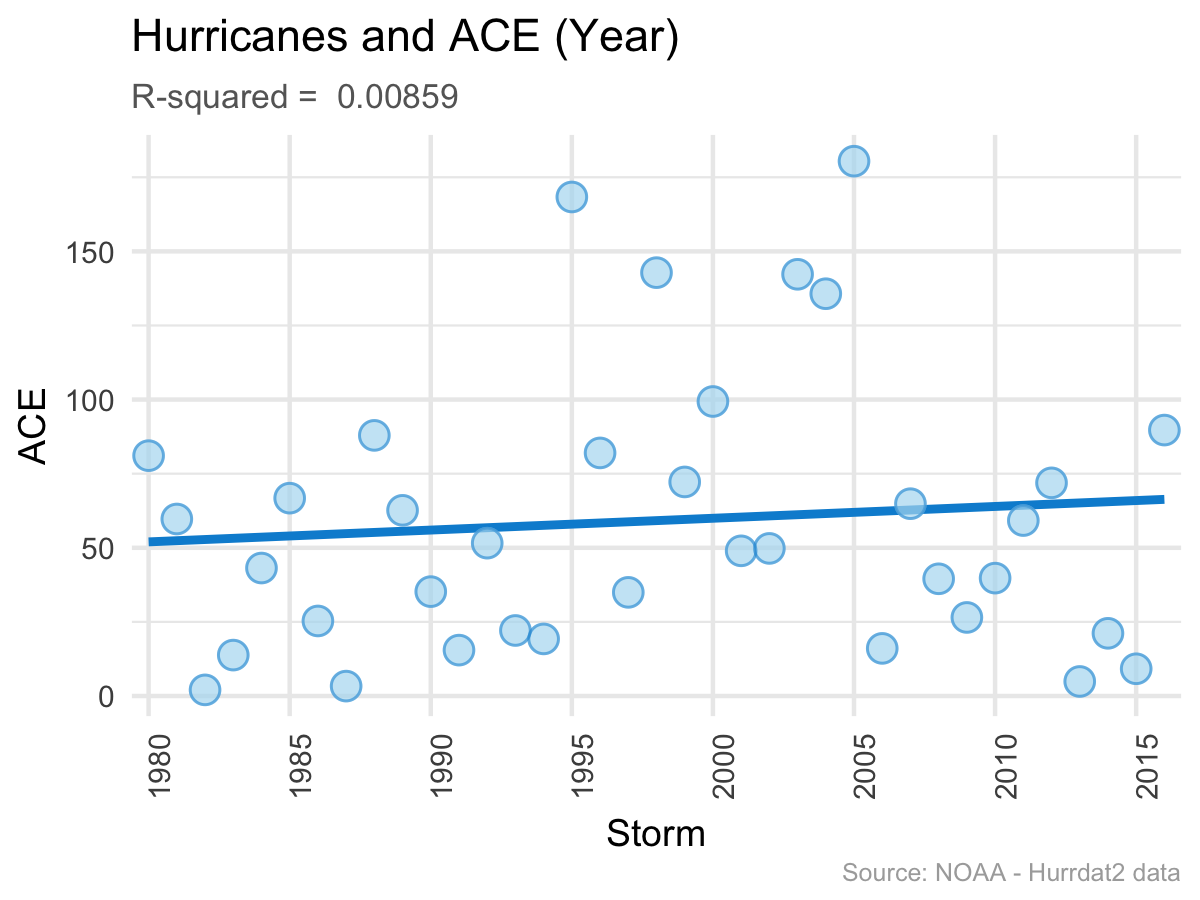 Hurricanes and ACE (Year)
R-squared =  0.00859
ACE
150
100
50
0
1980
1985
1990
1995
2000
2005
2010
2015
Storm
Source: NOAA - Hurrdat2 data